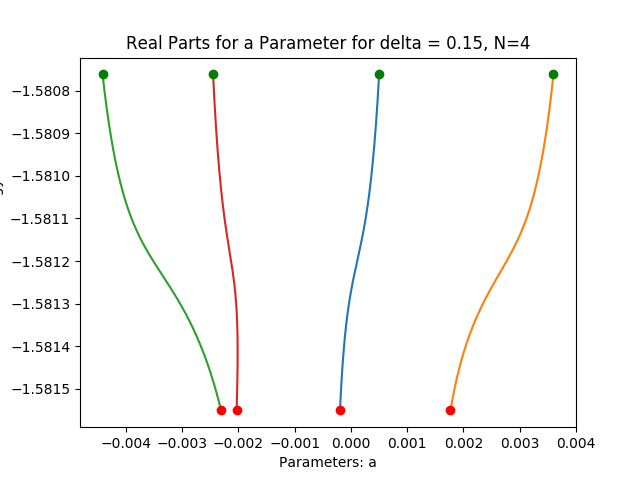 Real Parts for a Parameter for delta = 0.15, N=4
−1.5808
−1.5809
−1.5810
−1.5811
−1.5812
−1.5813
−1.5814
−1.5815
−0.004 −0.003 −0.002 −0.001 0.000 0.001 0.002 0.003 0.004
Parameters: a